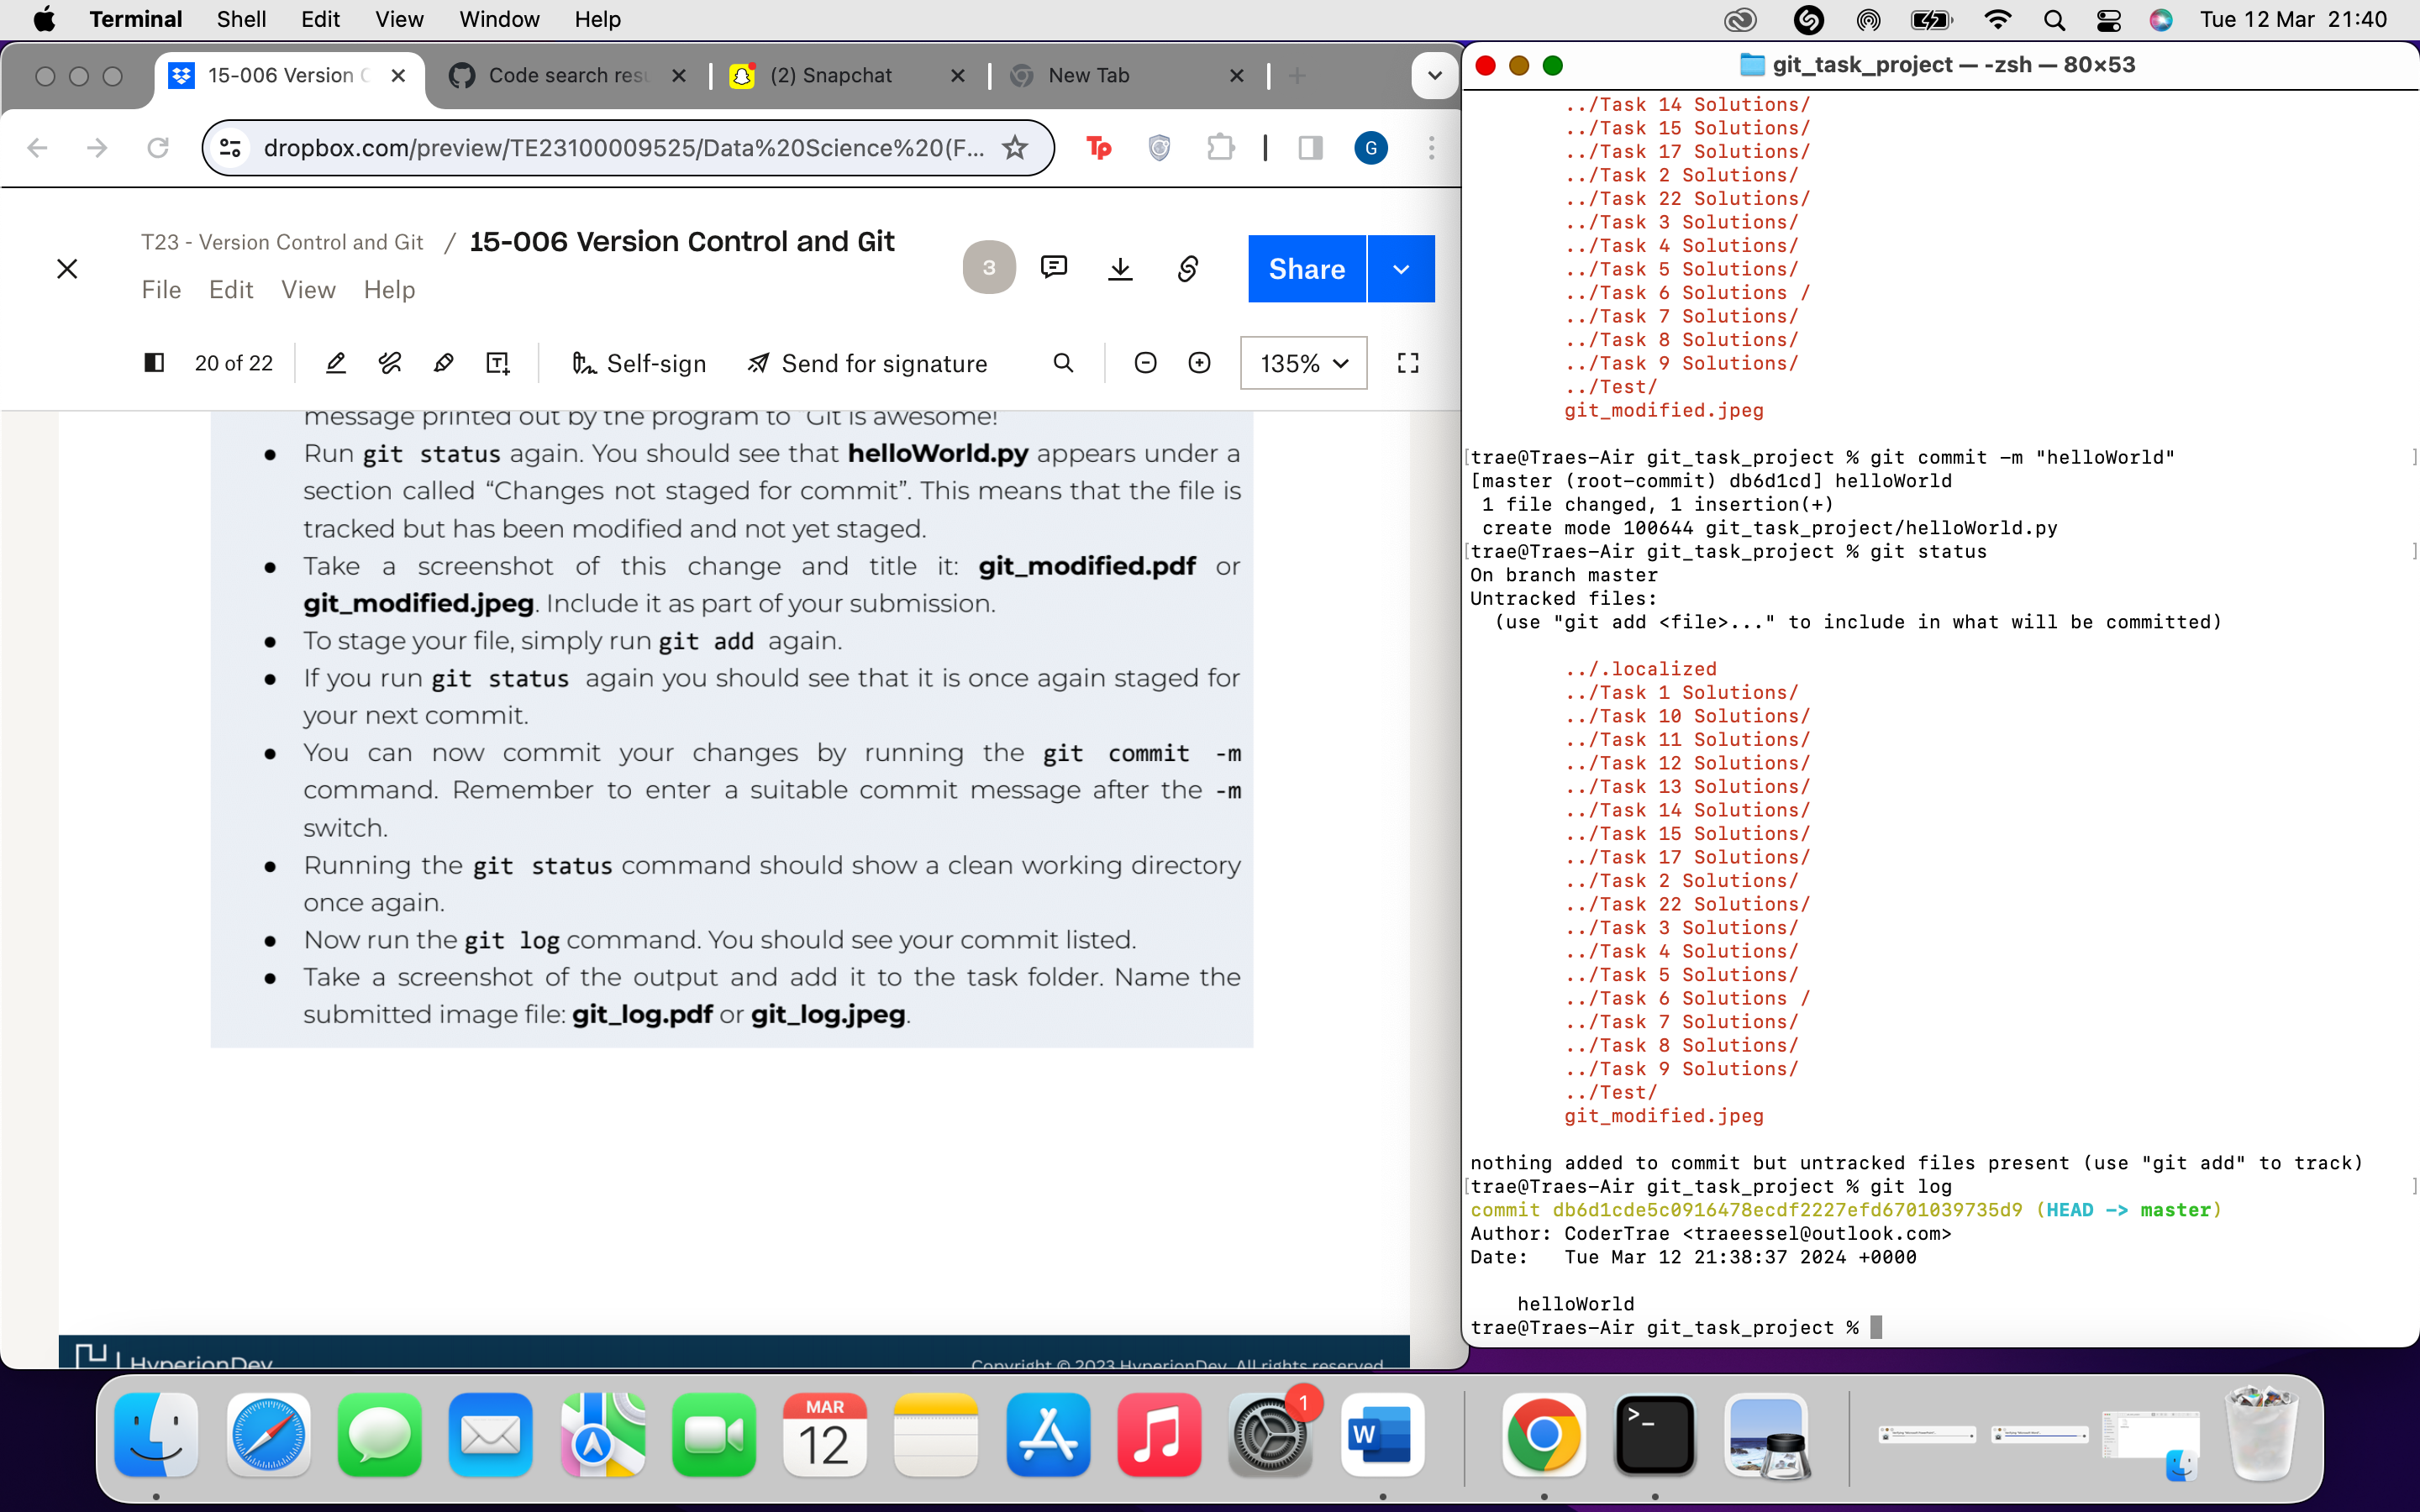 Terminal Shell Edit View Window Help Tue 12 Mar 21:40
15-006 Version C
Code search resu
(2) Snapchat
New Tab
dropbox.com/preview/TE23100009525/Data%20Science%20(F...
Tp
G
T23 - Version Control and Git / 15-006 Version Control and Git
File Edit View Help
3
Share
20 of 22
Self-sign
Send for signature
135%
message printed out by the program to "Git is awesome!
● Run git status again. You should see that helloWorld.py appears under a
section called “Changes not staged for commit”. This means that the file is
tracked but has been modified and not yet staged.
● Take a screenshot of this change and title it: git_modified.pdf or
git_modified.jpeg. Include it as part of your submission.
● To stage your file, simply run git add again.
● If you run git status again you should see that it is once again staged for
your next commit.
● You can now commit your changes by running the git commit -m
command. Remember to enter a suitable commit message after the -m
switch.
● Running the git status command should show a clean working directory
once again.
● Now run the git log command. You should see your commit listed.
● Take a screenshot of the output and add it to the task folder. Name the
submitted image file: git_log.pdf or git_log.jpeg.
HyperionDev
Copyright © 2023 HyperionDev. All rights reserved.
git_task_project — -zsh — 80×53
../Task 14 Solutions/
../Task 15 Solutions/
../Task 17 Solutions/
../Task 2 Solutions/
../Task 22 Solutions/
../Task 3 Solutions/
../Task 4 Solutions/
../Task 5 Solutions/
../Task 6 Solutions /
../Task 7 Solutions/
../Task 8 Solutions/
../Task 9 Solutions/
../Test/
git_modified.jpeg
[trae@Traes-Air git_task_project % git commit -m "helloWorld" ]
[master (root-commit) db6d1cd] helloWorld
1 file changed, 1 insertion(+)
create mode 100644 git_task_project/helloWorld.py
[trae@Traes-Air git_task_project % git status ]
On branch master
Untracked files:
(use "git add <file>..." to include in what will be committed)
../.localized
../Task 1 Solutions/
../Task 10 Solutions/
../Task 11 Solutions/
../Task 12 Solutions/
../Task 13 Solutions/
../Task 14 Solutions/
../Task 15 Solutions/
../Task 17 Solutions/
../Task 2 Solutions/
../Task 22 Solutions/
../Task 3 Solutions/
../Task 4 Solutions/
../Task 5 Solutions/
../Task 6 Solutions /
../Task 7 Solutions/
../Task 8 Solutions/
../Task 9 Solutions/
../Test/
git_modified.jpeg
nothing added to commit but untracked files present (use "git add" to track)
[trae@Traes-Air git_task_project % git log ]
commit db6d1cde5c0916478ecdf2227efd6701039735d9 (HEAD -> master)
Author: CoderTrae <traeessel@outlook.com>
Date: Tue Mar 12 21:38:37 2024 +0000
helloWorld
trae@Traes-Air git_task_project %
MAR
12
1
W
>_